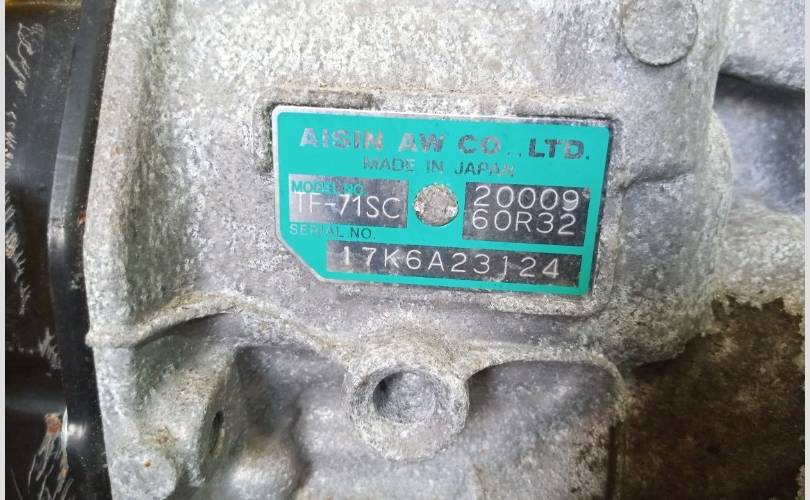 AISIN AW CO., LTD.
MADE IN JAPAN
MODEL NO.
TF-71SC
20009
60R32
SERIAL NO.
17K6A23124